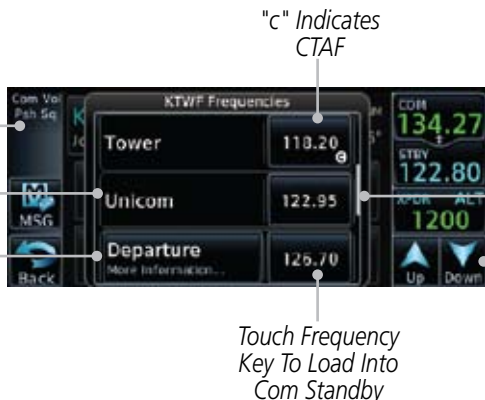 "c" Indicates
CTAF
Com Vol
Psh Sq
KTWF Frequencies
COM
134.27
Tower
118.20
c
STBY
122.80
MSG
Unicom
122.95
XPDR ALT
1200
Departure
More Information...
126.70
Back
Up Down
Touch Frequency
Key To Load Into
Com Standby